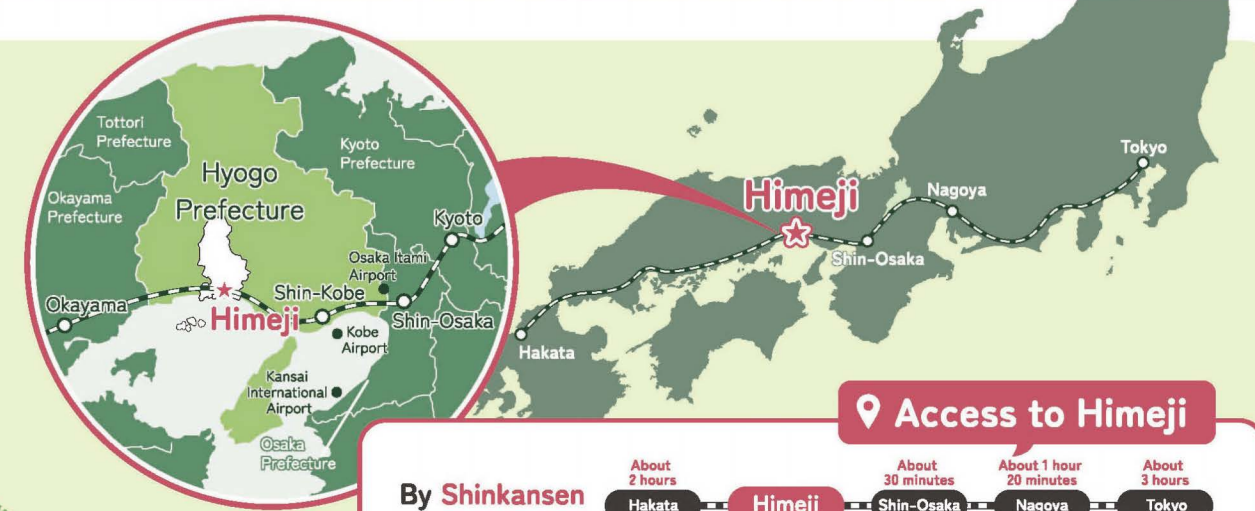 Tottori
Prefecture
Kyoto
Prefecture
Hyogo
Prefecture
Okayama
Prefecture
Kyoto
Osaka Itami
Airport
Okayama
Shin-Kobe
Himeji
Shin-Osaka
Kobe
Airport
Kansai
International
Airport
Osaka
Prefecture
Himeji
Tokyo
Nagoya
Shin-Osaka
Hakata
Access to Himeji
By Shinkansen
About
2 hours
About
30 minutes
About 1 hour
20 minutes
About
3 hours
Hakata
Himeji
Shin-Osaka
Nagoya
Tokyo